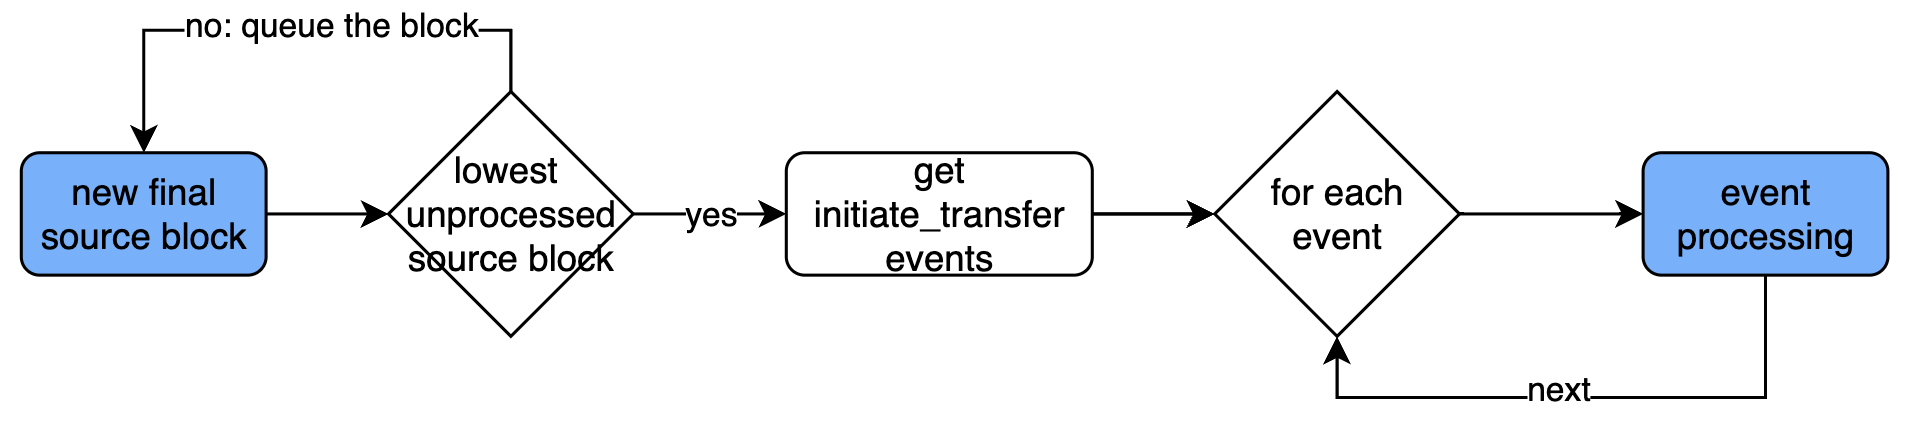 no: queue the block
new final
source block
lowest
unprocessed
source block
yes
get
initiate_transfer
events
for each
event
event
processing
next